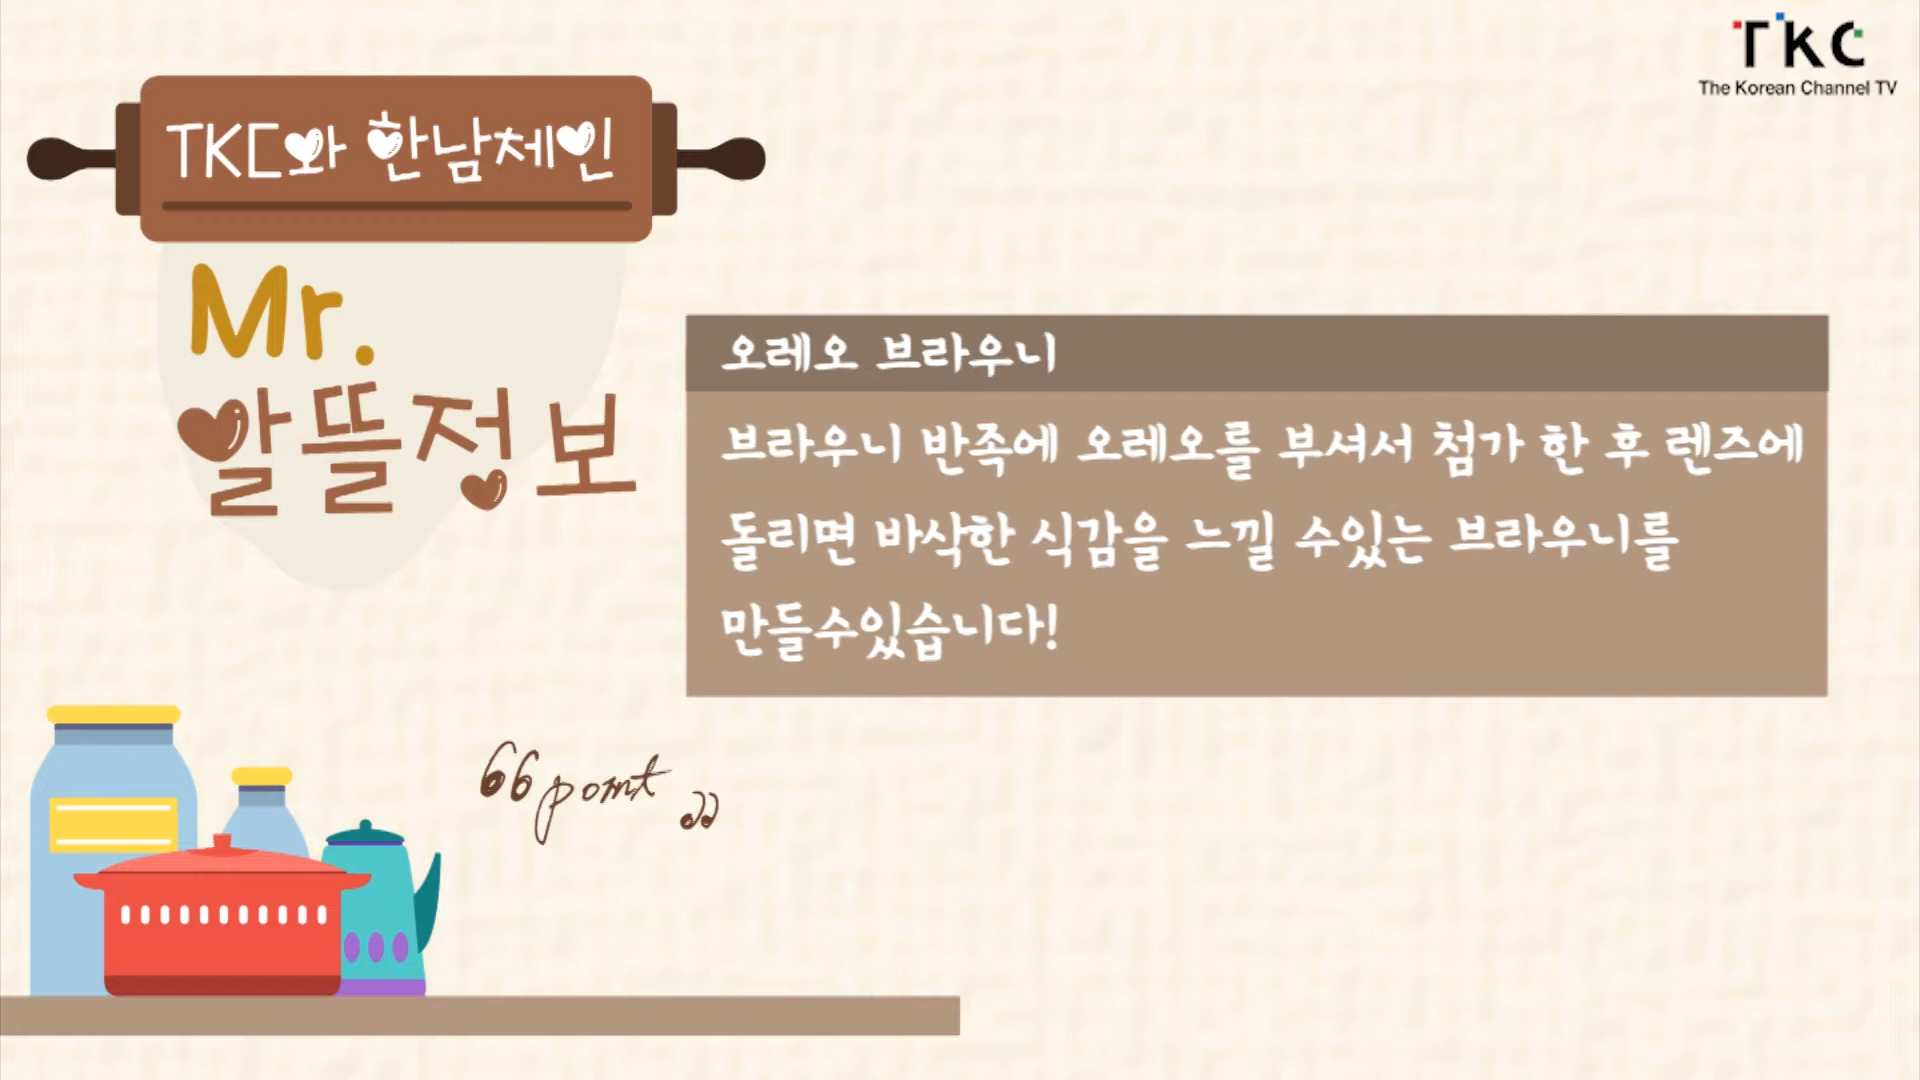 TKC
The Korean Channel TV
TKC와 한남체인
Mr.
알뜰정보
오레오 브라우니
브라우니 반족에 오레오를 부셔서 첨가 한 후 렌즈에
돌리면 바삭한 식감을 느낄 수있는 브라우니를
만들수있습니다!
66 point 99